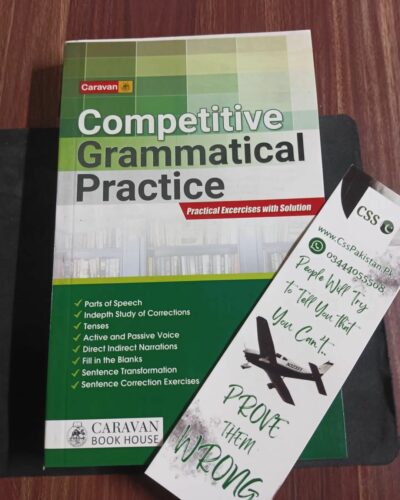 Caravan
Competitive
Grammatical
Practice
Practical Excercises with Solution
Parts of Speech
Indepth Study of Corrections
Tenses
Active and Passive Voice
Direct Indirect Narrations
Fill in the Blanks
Sentence Transformation
Sentence Correction Exercises
CARAVAN
BOOK HOUSE
CSS
www.CssPakistan.Pk
03444055508
People Will Try
to "Tell You That"
You Can't..
PROVE
THEM
WRONG